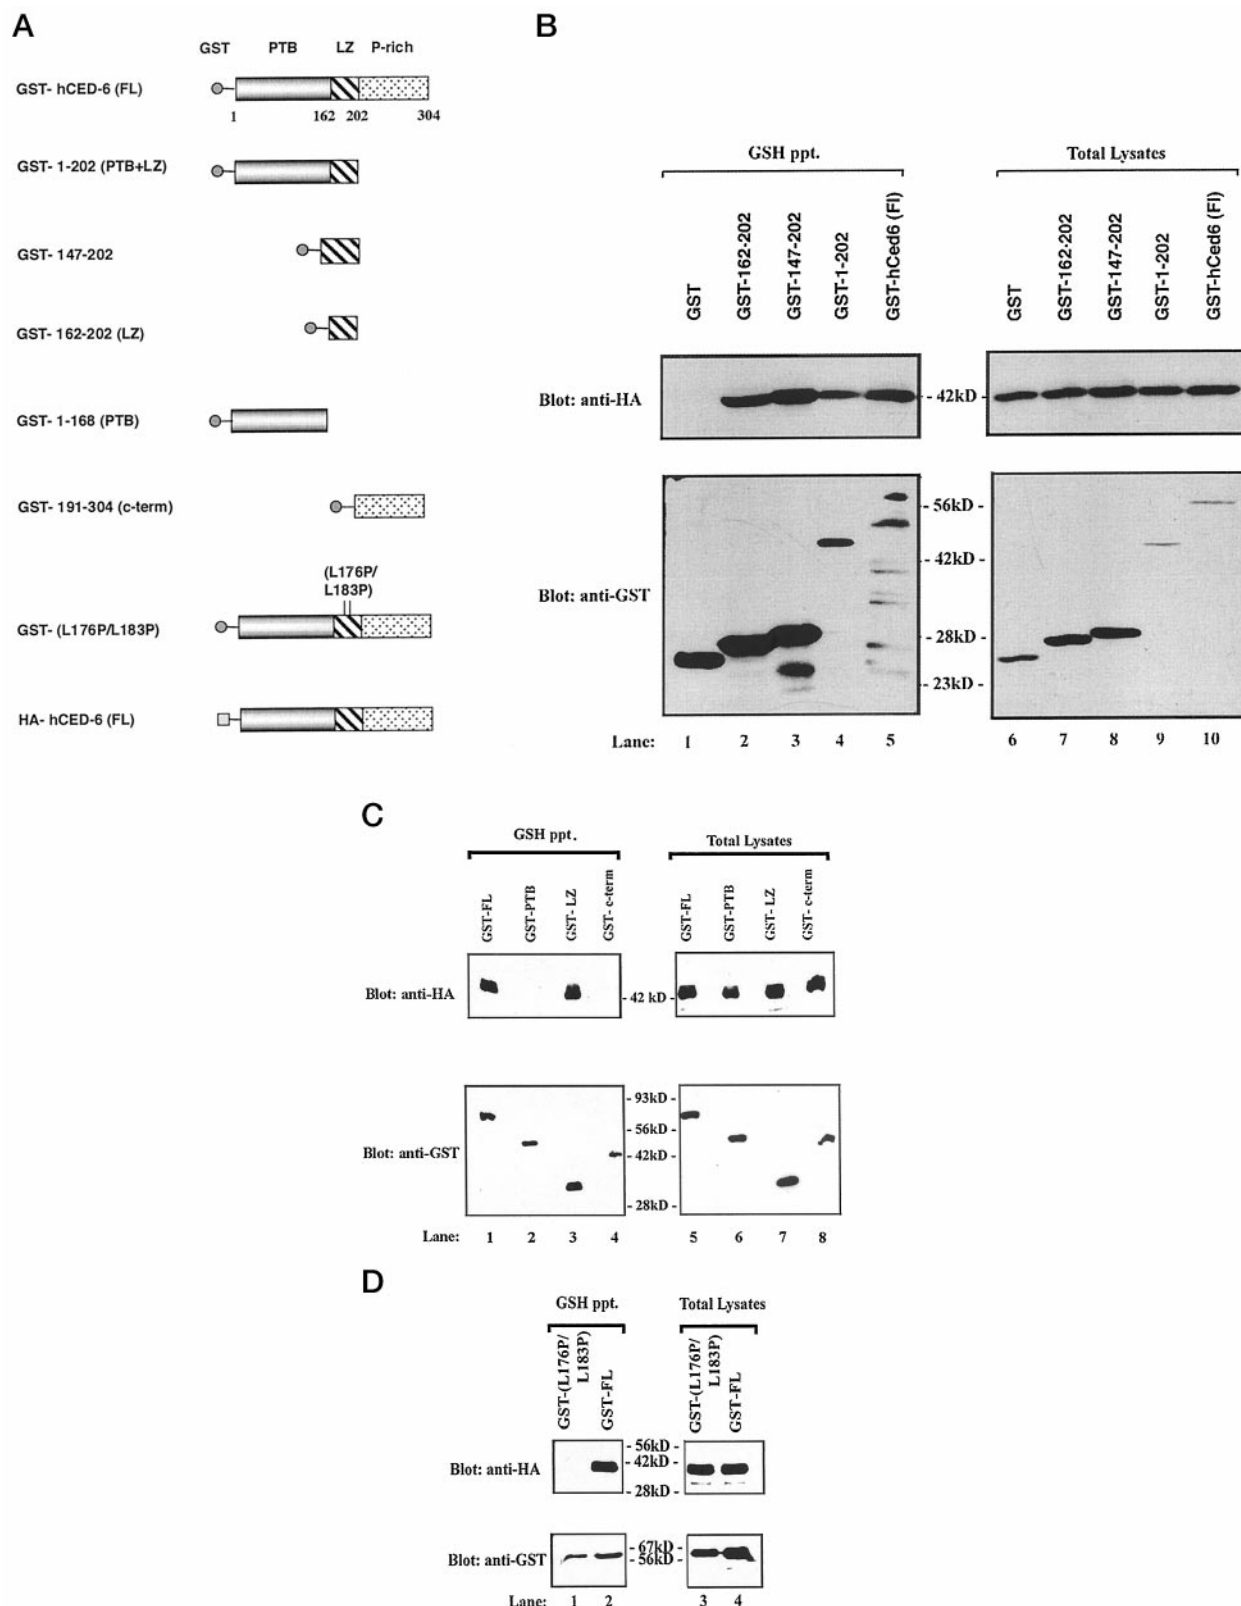 A
GST PTB LZ P-rich
GST- hCED-6 (FL)
1 162 202 304
GST- 1-202 (PTB+LZ)
GST- 147-202
GST- 162-202 (LZ)
GST- 1-168 (PTB)
GST- 191-304 (c-term)
(L176P/
L183P)
GST- (L176P/L183P)
HA- hCED-6 (FL)
B
GSH ppt. Total Lysates
GST GST-162-202 GST-147-202 GST-1-202 GST-hCed6 (Fl) GST GST-162-202 GST-147-202 GST-1-202 GST-hCed6 (Fl)
Blot: anti-HA - 42kD -
Blot: anti-GST
- 56kD -
- 42kD -
- 28kD -
- 23kD -
Lane: 1 2 3 4 5 6 7 8 9 10
C
GSH ppt. Total Lysates
GST-FL GST-PTB GST- LZ GST- c-term GST-FL GST-PTB GST- LZ GST- c-term
Blot: anti-HA - 42 kD -
- 93kD -
- 56kD -
Blot: anti-GST - 42kD -
- 28kD -
Lane: 1 2 3 4 5 6 7 8
D
GSH ppt. Total Lysates
GST-(L176P/
L183P)
GST-FL
GST-(L176P/
L183P)
GST-FL
- 56kD -
Blot: anti-HA - 42kD -
- 28kD -
- 67kD -
Blot: anti-GST - 56kD -
Lane: 1 2 3 4